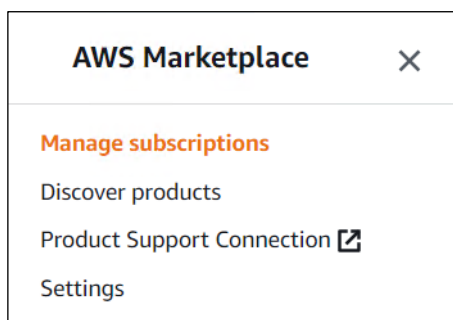 AWS Marketplace
Manage subscriptions
Discover products
Product Support Connection
Settings